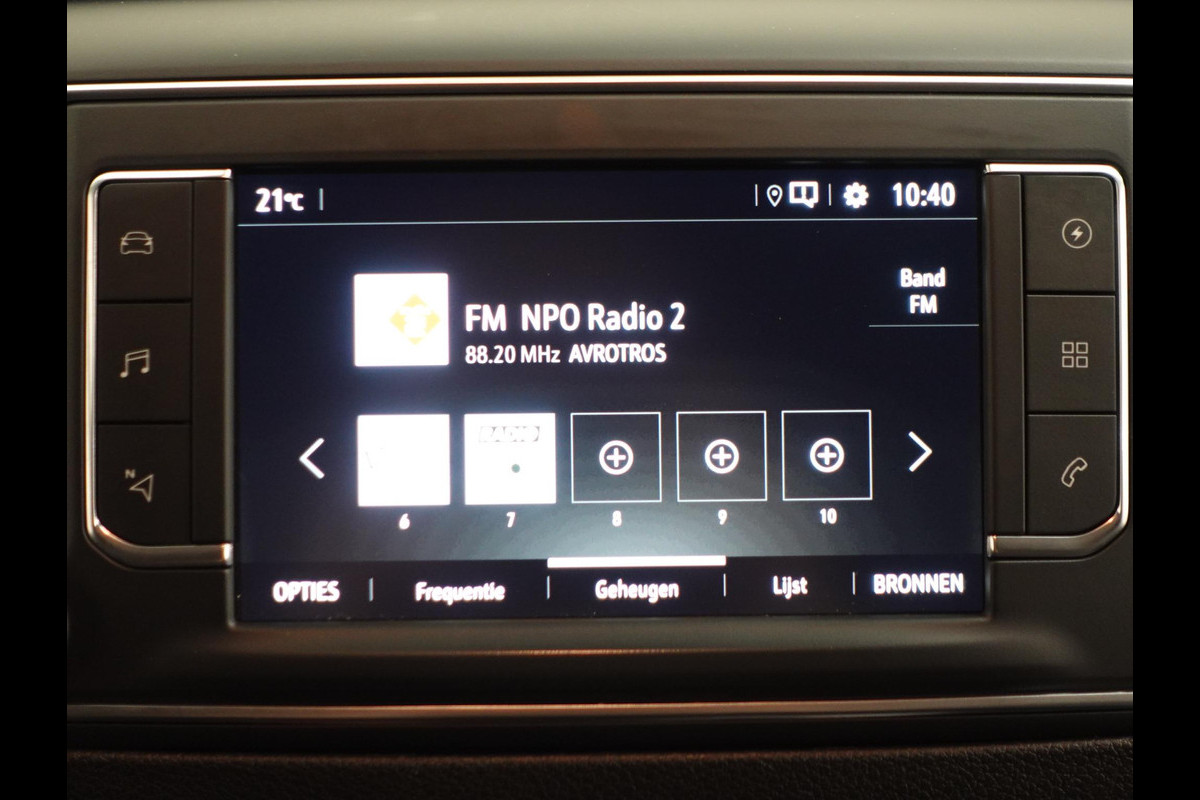 21°C
10:40
Band
FM
FM NPO Radio 2
88.20 MHz AVROTROS
N
6 7 8 9 10
OPTIES Frequentie Geheugen Lijst BRONNEN